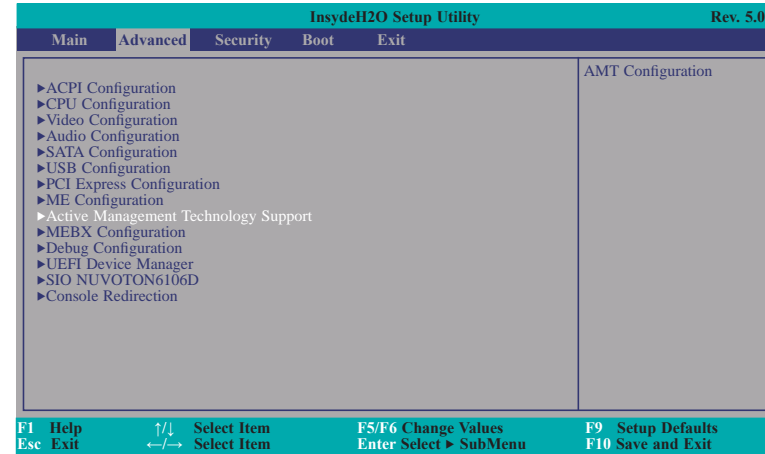 InsydeH2O Setup Utility Rev. 5.0
Main Advanced Security Boot Exit
AMT Configuration
►ACPI Configuration
►CPU Configuration
►Video Configuration
►Audio Configuration
►SATA Configuration
►USB Configuration
►PCI Express Configuration
►ME Configuration
►Active Management Technology Support
►MEBX Configuration
►Debug Configuration
►UEFI Device Manager
►SIO NUVOTON6106D
►Console Redirection
F1 Help ↑/↓ Select Item F5/F6 Change Values F9 Setup Defaults
Esc Exit ←/→ Select Item Enter Select ► SubMenu F10 Save and Exit